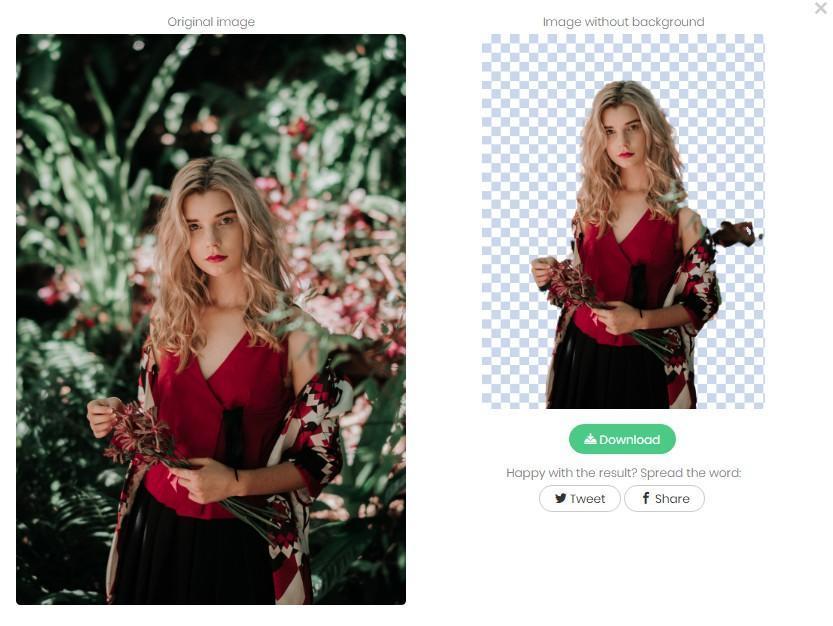 Original image
Image without background
Download
Happy with the result? Spread the word:
Tweet
Share